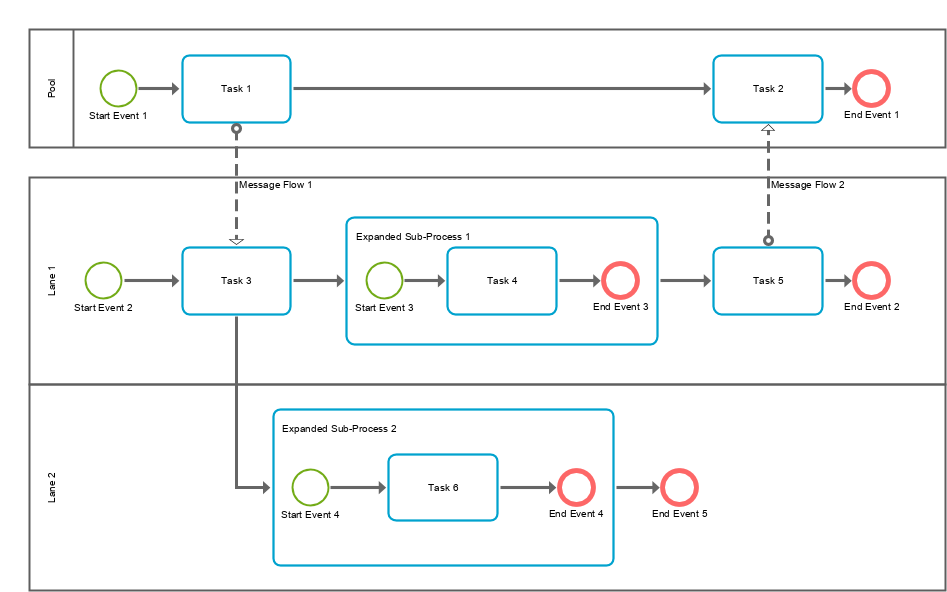 Pool
Start Event 1
Task 1
Task 2
End Event 1
Message Flow 1
Message Flow 2
Lane 1
Start Event 2
Task 3
Expanded Sub-Process 1
Start Event 3
Task 4
End Event 3
Task 5
End Event 2
Lane 2
Expanded Sub-Process 2
Start Event 4
Task 6
End Event 4
End Event 5